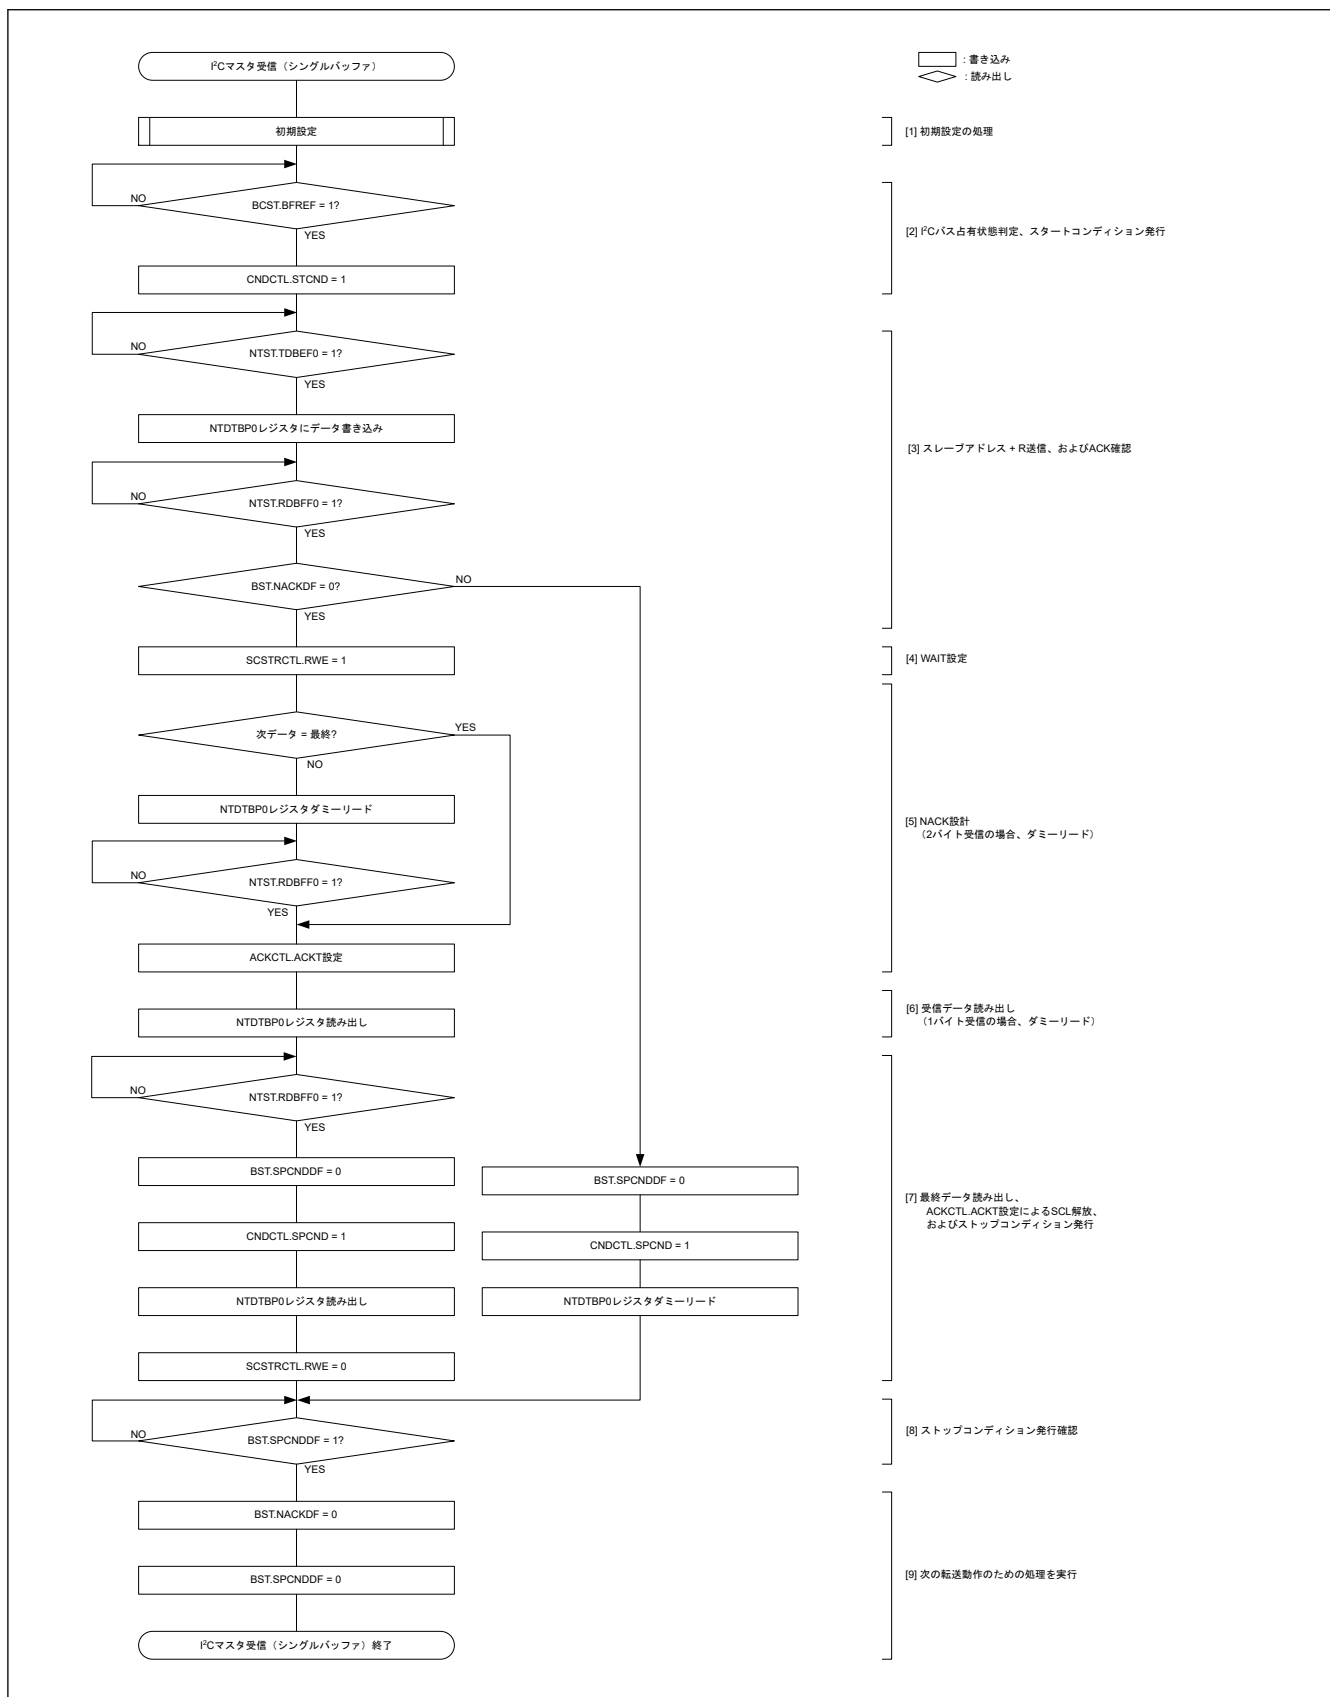 I²Cマスタ受信（シングルバッファ）
: 書き込み
: 読み出し
初期設定
[1] 初期設定の処理
NO
BCST.BFREF = 1?
YES
[2] I²Cバス占有状態判定、スタートコンディション発行
CNDCTL.STCND = 1
NO
NTST.TDBEF0 = 1?
YES
NTDTBP0レジスタにデータ書き込み
[3] スレーブアドレス + R送信、およびACK確認
NO
NTST.RDBFF0 = 1?
YES
BST.NACKDF = 0?
NO
YES
SCSTRCTL.RWE = 1
[4] WAIT設定
次データ = 最終?
YES
NO
NTDTBP0レジスタダミーリード
[5] NACK設計
（2バイト受信の場合、ダミーリード）
NO
NTST.RDBFF0 = 1?
YES
ACKCTL.ACKT設定
NTDTBP0レジスタ読み出し
[6] 受信データ読み出し
（1バイト受信の場合、ダミーリード）
NO
NTST.RDBFF0 = 1?
YES
BST.SPCNDDF = 0
BST.SPCNDDF = 0
[7] 最終データ読み出し、
ACKCTL.ACKT設定によるSCL解放、
およびストップコンディション発行
CNDCTL.SPCND = 1
CNDCTL.SPCND = 1
NTDTBP0レジスタ読み出し
NTDTBP0レジスタダミーリード
SCSTRCTL.RWE = 0
NO
BST.SPCNDDF = 1?
YES
[8] ストップコンディション発行確認
BST.NACKDF = 0
BST.SPCNDDF = 0
[9] 次の転送動作のための処理を実行
I²Cマスタ受信（シングルバッファ）終了